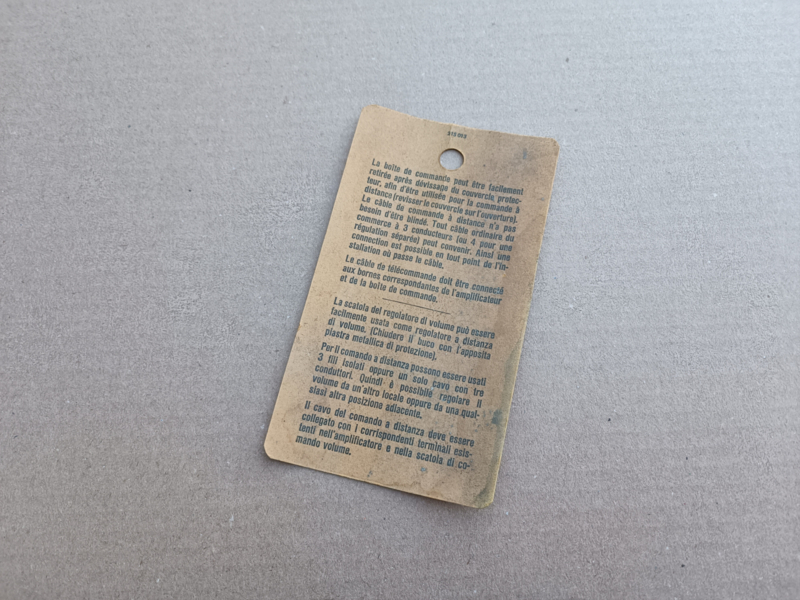 La boîte de commande peut être facilement
retirée après dévissage du couvercle protec-
teur, afin d'être utilisée pour la commande à
distance (revisser le couvercle sur l'ouverture).
Le câble de commande à distance n'a pas
besoin d'être blindé. Tout câble ordinaire du
commerce à 3 conducteurs (ou 4 pour une
régulation séparée) peut convenir. Ainsi une
connection est possible en tout point de l'in-
stallation où passe le câble.
Le câble de télécommande doit être connecté
aux bornes correspondantes de l'amplificateur
et de la boîte de commande.
La scatola del regolatore di volume può essere
facilmente usata come regolatore a distanza
di volume. (Chiudere il buco con l'apposita
piastra metallica di protezione).
Per il comando a distanza possono essere usati
3 fili isolati oppure un solo cavo con tre
conduttori. Quindi è possibile regolare il
volume da un'altro locale oppure da una qual-
siasi altra posizione adiacente.
Il cavo del comando a distanza deve essere
collegato con i corrispondenti terminali esis-
tenti nell'amplificatore e nella scatola di co-
mando volume.